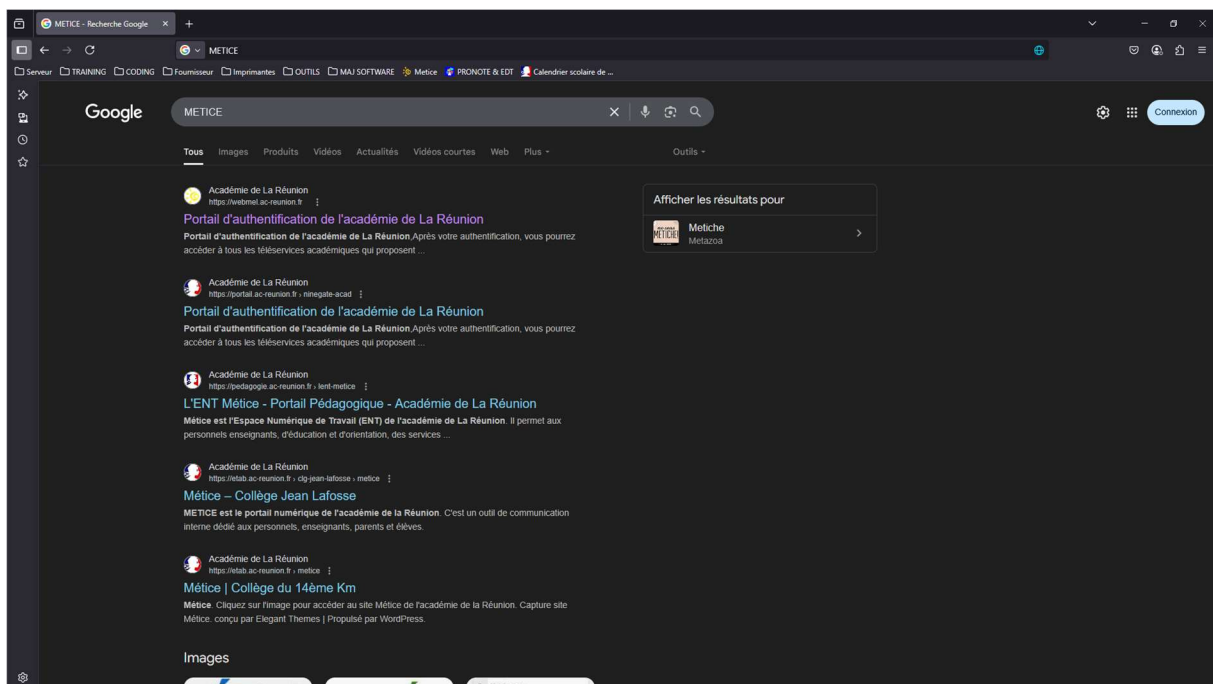 METICE - Recherche Google
METICE
Serveur TRAINING CODING Fournisseur Imprimantes OUTILS MAJ SOFTWARE Metice PRONOTE & EDT Calendrier scolaire de ...
Google
METICE
Connexion
Tous Images Produits Vidéos Actualités Vidéos courtes Web Plus Outils
Académie de La Réunion
https://webmel.ac-reunion.fr
Portail d'authentification de l'académie de La Réunion
Portail d'authentification de l'académie de La Réunion,Après votre authentification, vous pourrez
accéder à tous les téléservices académiques qui proposent ...
Académie de La Réunion
https://portail.ac-reunion.fr › ninegate-acad
Portail d'authentification de l'académie de La Réunion
Portail d'authentification de l'académie de La Réunion,Après votre authentification, vous pourrez
accéder à tous les téléservices académiques qui proposent ...
Académie de La Réunion
https://pedagogie.ac-reunion.fr › lent-metice
L'ENT Métice - Portail Pédagogique - Académie de La Réunion
Métice est l'Espace Numérique de Travail (ENT) de l'académie de La Réunion. Il permet aux
personnels enseignants, d'éducation et d'orientation, des services ...
Académie de La Réunion
https://etab.ac-reunion.fr › clg-jean-lafosse › metice
Métice – Collège Jean Lafosse
METICE est le portail numérique de l'académie de la Réunion. C'est un outil de communication
interne dédié aux personnels, enseignants, parents et élèves.
Académie de La Réunion
https://etab.ac-reunion.fr › metice
Métice | Collège du 14ème Km
Métice. Cliquez sur l'image pour accéder au site Métice de l'académie de la Réunion. Capture site
Métice. conçu par Elegant Themes | Propulsé par WordPress.
Images
Afficher les résultats pour
METICHE
Metiche
Metazoa